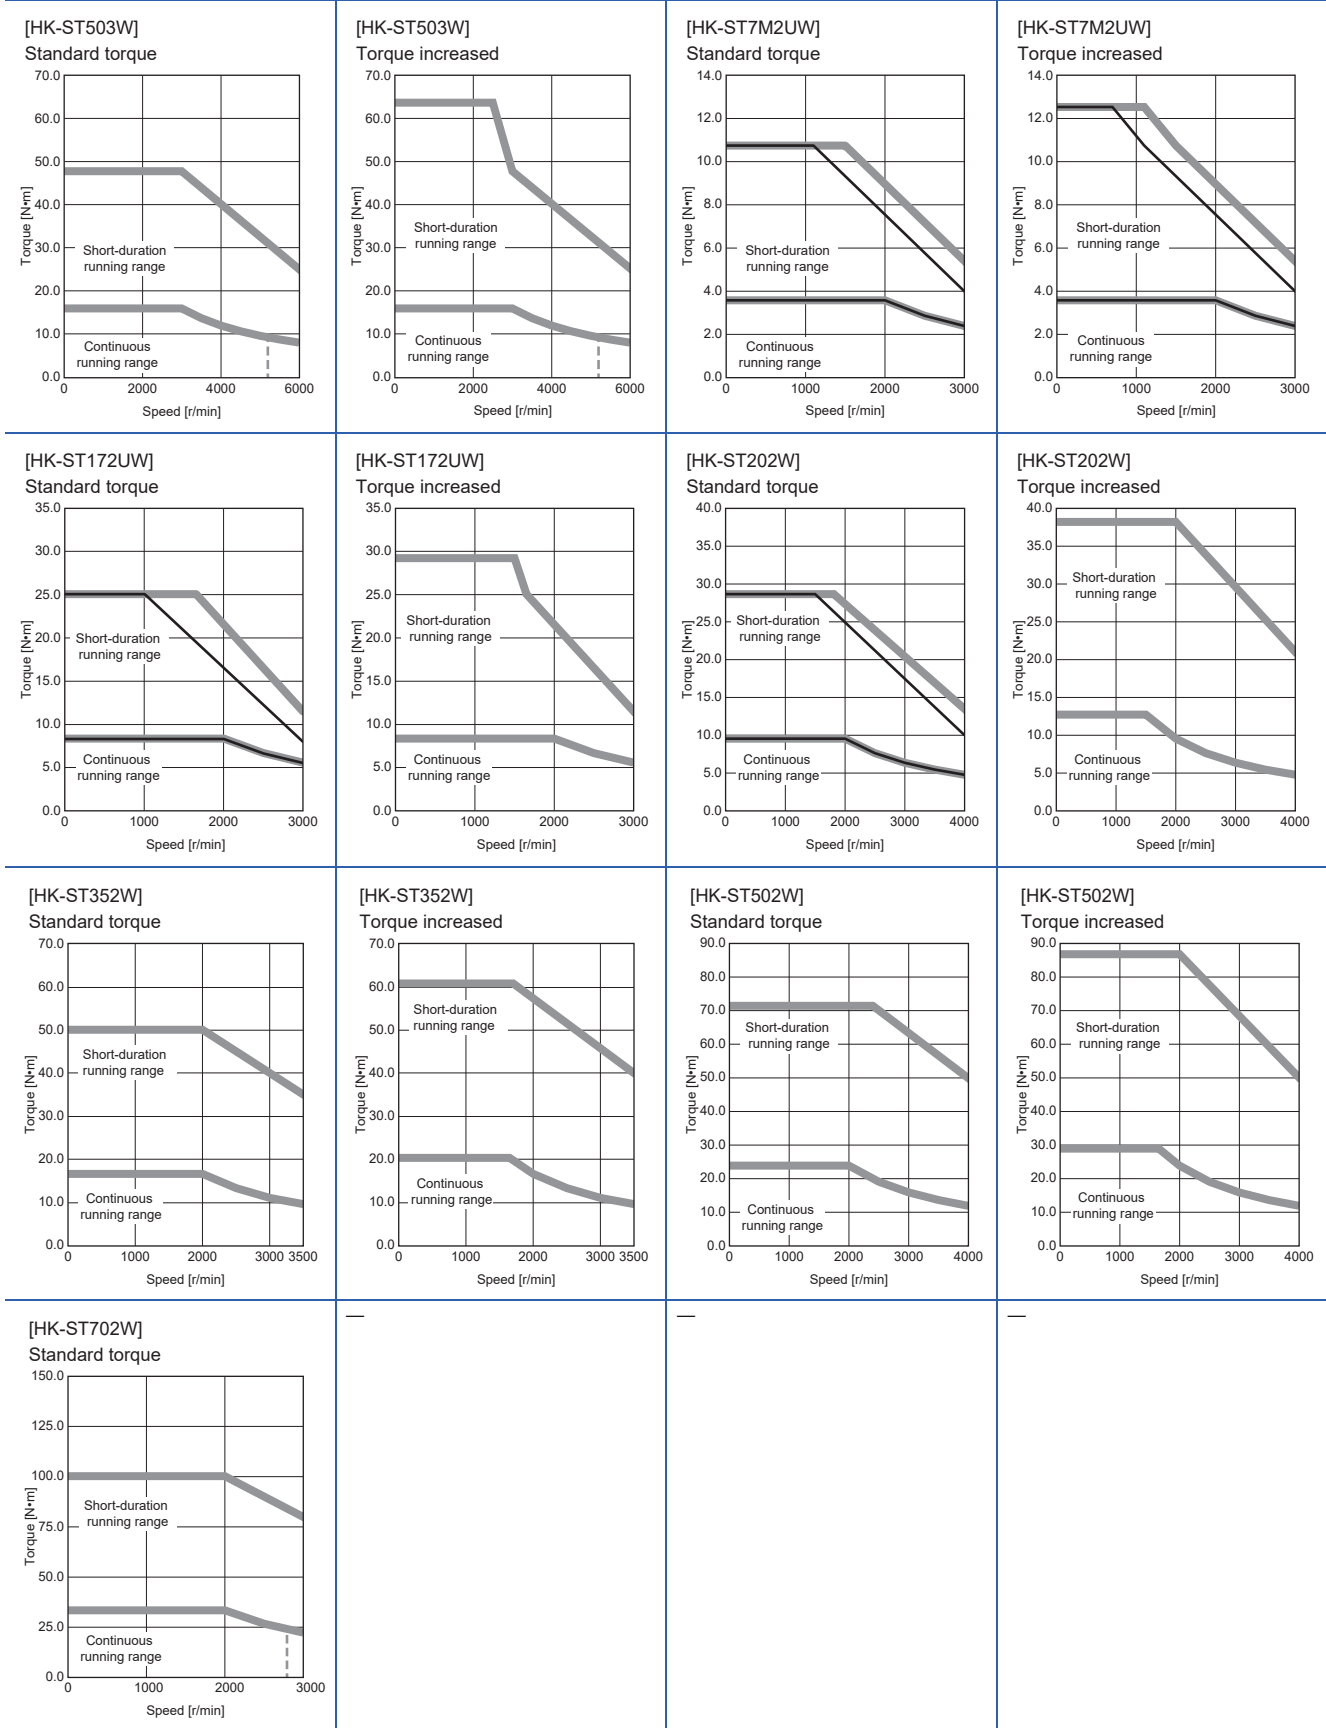 [HK-ST503W]
Standard torque
70.0
60.0
50.0
40.0
30.0
20.0
10.0
0.0
Torque [N•m]
Short-duration
running range
Continuous
running range
0 2000 4000 6000
Speed [r/min]
[HK-ST503W]
Torque increased
70.0
60.0
50.0
40.0
30.0
20.0
10.0
0.0
Torque [N•m]
Short-duration
running range
Continuous
running range
0 2000 4000 6000
Speed [r/min]
[HK-ST7M2UW]
Standard torque
14.0
12.0
10.0
8.0
6.0
4.0
2.0
0.0
Torque [N•m]
Short-duration
running range
Continuous
running range
0 1000 2000 3000
Speed [r/min]
[HK-ST7M2UW]
Torque increased
14.0
12.0
10.0
8.0
6.0
4.0
2.0
0.0
Torque [N•m]
Short-duration
running range
Continuous
running range
0 1000 2000 3000
Speed [r/min]
[HK-ST172UW]
Standard torque
35.0
30.0
25.0
20.0
15.0
10.0
5.0
0.0
Torque [N•m]
Short-duration
running range
Continuous
running range
0 1000 2000 3000
Speed [r/min]
[HK-ST172UW]
Torque increased
35.0
30.0
25.0
20.0
15.0
10.0
5.0
0.0
Torque [N•m]
Short-duration
running range
Continuous
running range
0 1000 2000 3000
Speed [r/min]
[HK-ST202W]
Standard torque
40.0
35.0
30.0
25.0
20.0
15.0
10.0
5.0
0.0
Torque [N•m]
Short-duration
running range
Continuous
running range
0 1000 2000 3000 4000
Speed [r/min]
[HK-ST202W]
Torque increased
40.0
35.0
30.0
25.0
20.0
15.0
10.0
5.0
0.0
Torque [N•m]
Short-duration
running range
Continuous
running range
0 1000 2000 3000 4000
Speed [r/min]
[HK-ST352W]
Standard torque
70.0
60.0
50.0
40.0
30.0
20.0
10.0
0.0
Torque [N•m]
Short-duration
running range
Continuous
running range
0 1000 2000 3000 3500
Speed [r/min]
[HK-ST352W]
Torque increased
70.0
60.0
50.0
40.0
30.0
20.0
10.0
0.0
Torque [N•m]
Short-duration
running range
Continuous
running range
0 1000 2000 3000 3500
Speed [r/min]
[HK-ST502W]
Standard torque
90.0
80.0
70.0
60.0
50.0
40.0
30.0
20.0
10.0
0.0
Torque [N•m]
Short-duration
running range
Continuous
running range
0 1000 2000 3000 4000
Speed [r/min]
[HK-ST502W]
Torque increased
90.0
80.0
70.0
60.0
50.0
40.0
30.0
20.0
10.0
0.0
Torque [N•m]
Short-duration
running range
Continuous
running range
0 1000 2000 3000 4000
Speed [r/min]
[HK-ST702W]
Standard torque
150.0
125.0
100.0
75.0
50.0
25.0
0.0
Torque [N•m]
Short-duration
running range
Continuous
running range
0 1000 2000 3000
Speed [r/min]
—
—
—